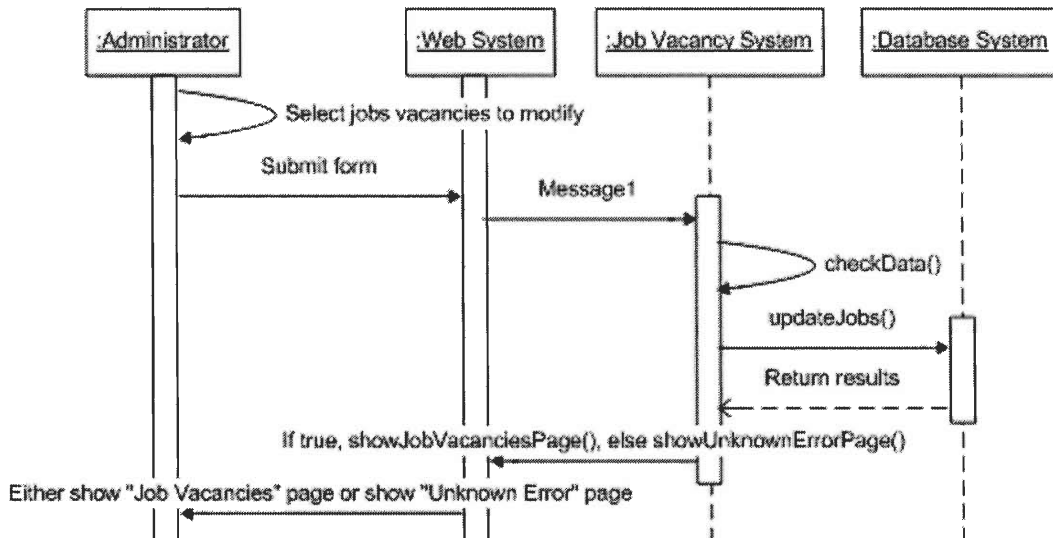 :Administrator
:Web System
:Job Vacancy System
:Database System
Select jobs vacancies to modify
Submit form
Message1
checkData()
updateJobs()
Return results
If true, showJobVacanciesPage(), else showUnknownErrorPage()
Either show "Job Vacancies" page or show "Unknown Error" page